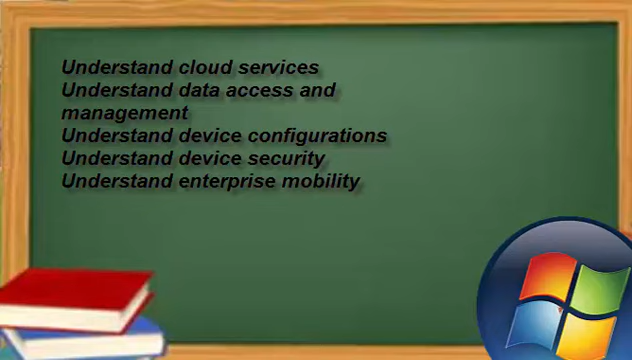 Understand cloud services
Understand data access and
management
Understand device configurations
Understand device security
Understand enterprise mobility